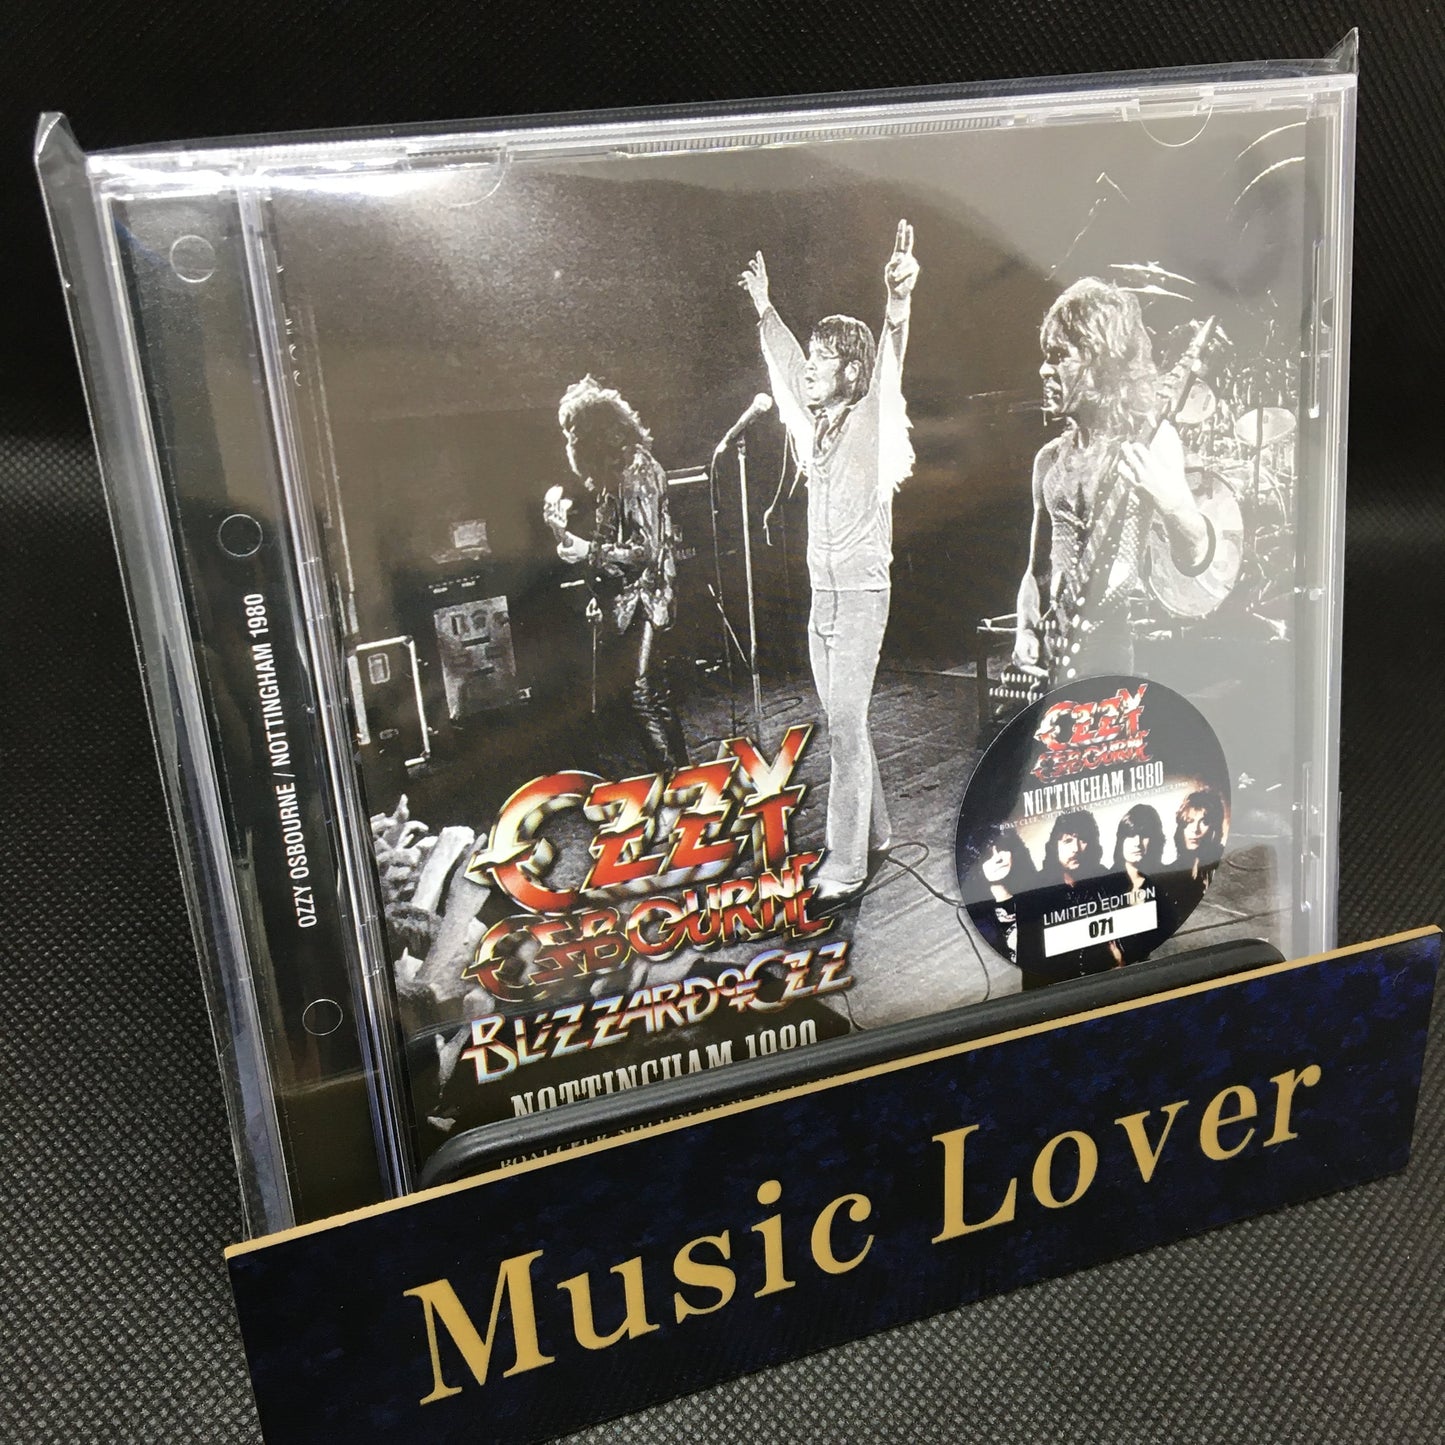 OZZY OSBOURNE / NOTTINGHAM 1980
OZZY
OSBOURNE
BLIZZARD OF OZZ
NOTTINGHAM 1980
OZZY
OSBOURNE
NOTTINGHAM 1980
LIMITED EDITION
071
Music Lover